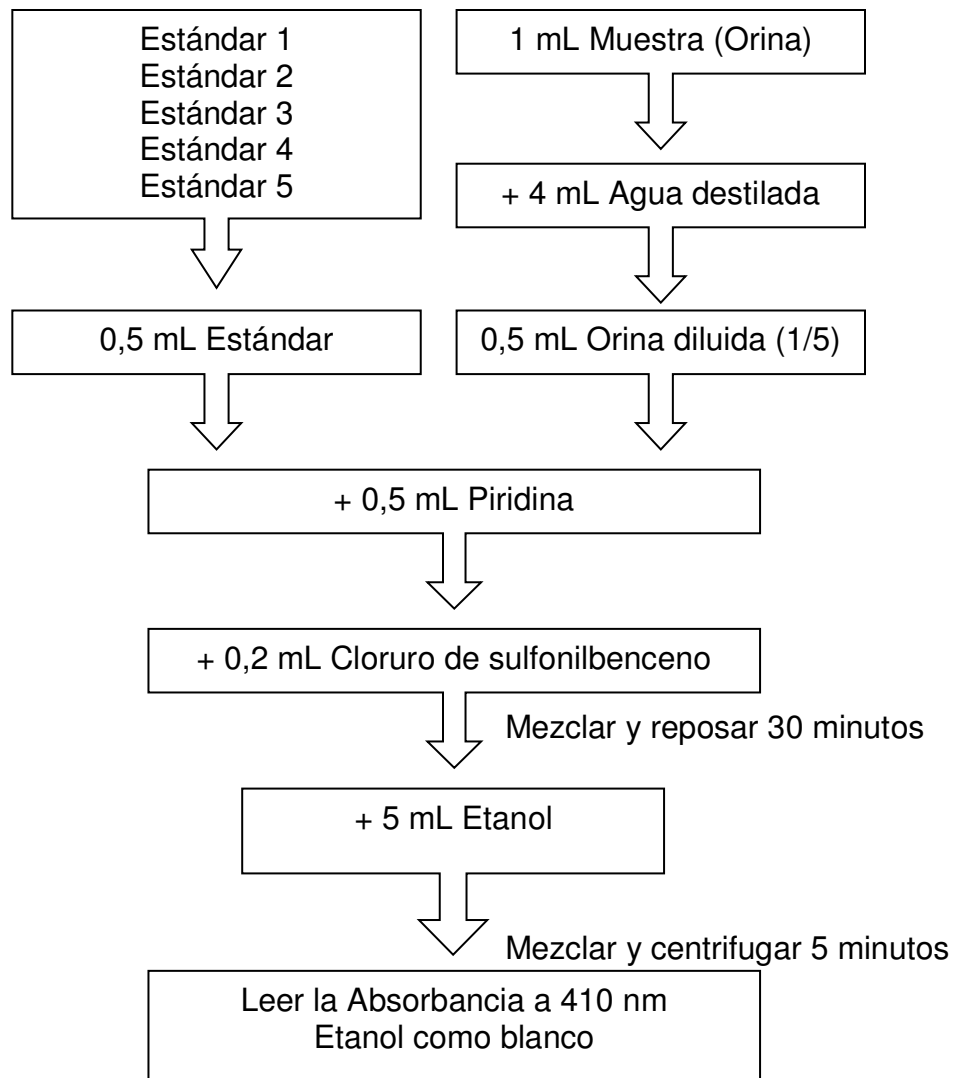 Estándar 1
Estándar 2
Estándar 3
Estándar 4
Estándar 5
1 mL Muestra (Orina)
+ 4 mL Agua destilada
0,5 mL Estándar
0,5 mL Orina diluida (1/5)
+ 0,5 mL Piridina
+ 0,2 mL Cloruro de sulfonilbenceno
Mezclar y reposar 30 minutos
+ 5 mL Etanol
Mezclar y centrifugar 5 minutos
Leer la Absorbancia a 410 nm
Etanol como blanco